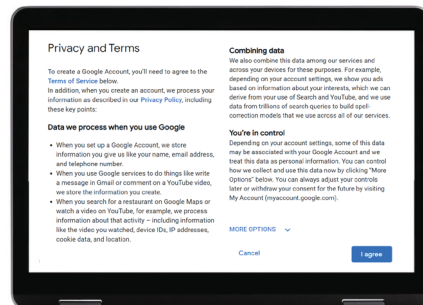 Privacy and Terms
To create a Google Account, you'll need to agree to the
Terms of Service below.
In addition, when you create an account, we process your
information as described in our Privacy Policy, including
these key points:
Data we process when you use Google
• When you set up a Google Account, we store
information you give us like your name, email address,
and telephone number.
• When you use Google services to do things like write
a message in Gmail or comment on a YouTube video,
we store the information you create.
• When you search for a restaurant on Google Maps or
watch a video on YouTube, for example, we process
information about that activity – including information
like the video you watched, device IDs, IP addresses,
cookie data, and location.
Combining data
We also combine this data among our services and
across your devices for these purposes. For example,
depending on your account settings, we show you ads
based on information about your interests, which we can
derive from your use of Search and YouTube, and we use
data from trillions of search queries to build spell-
correction models that we use across all of our services.
You're in control
Depending on your account settings, some of this data
may be associated with your Google Account and we
treat this data as personal information. You can control
how we collect and use this data now by clicking "More
Options" below. You can always adjust your controls
later or withdraw your consent for the future by visiting
My Account (myaccount.google.com).
MORE OPTIONS
Cancel
I agree